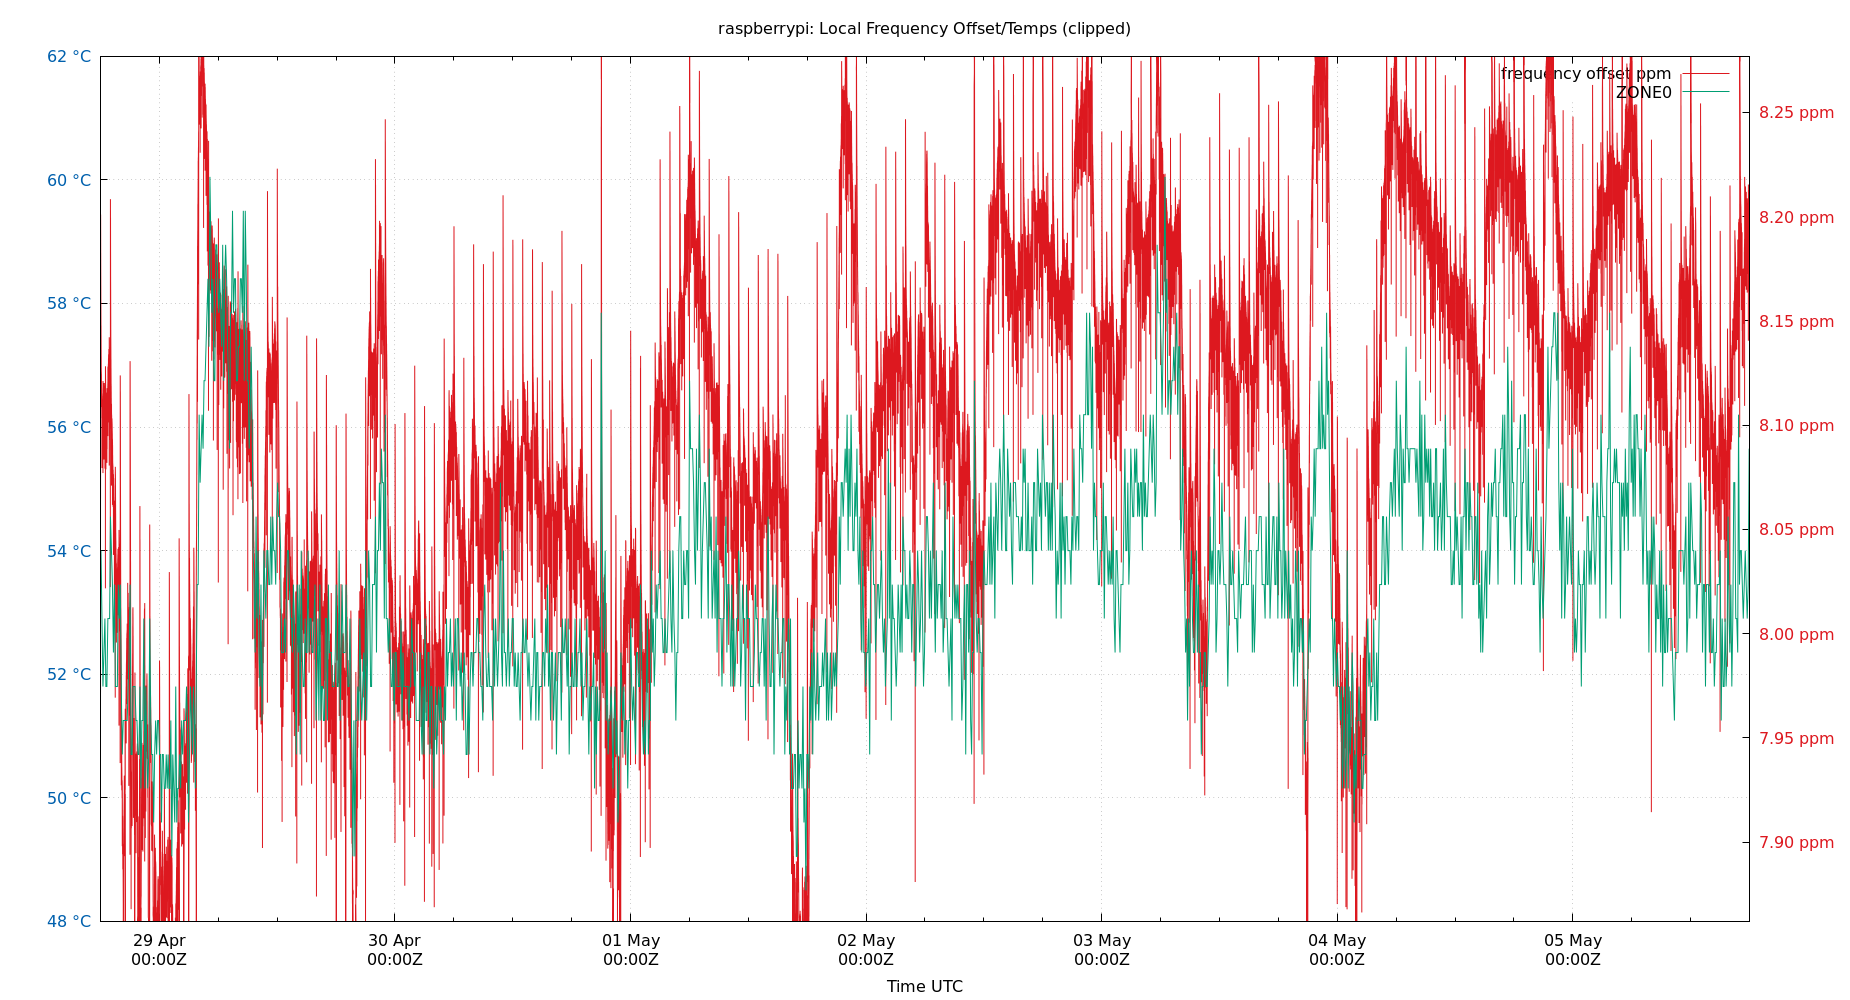 raspberrypi: Local Frequency Offset/Temps (clipped)
62 °C
60 °C
58 °C
56 °C
54 °C
52 °C
50 °C
48 °C
frequency offset ppm
ZONE0
8.25 ppm
8.20 ppm
8.15 ppm
8.10 ppm
8.05 ppm
8.00 ppm
7.95 ppm
7.90 ppm
29 Apr 30 Apr 01 May 02 May 03 May 04 May 05 May
00:00Z 00:00Z 00:00Z 00:00Z 00:00Z 00:00Z 00:00Z
Time UTC